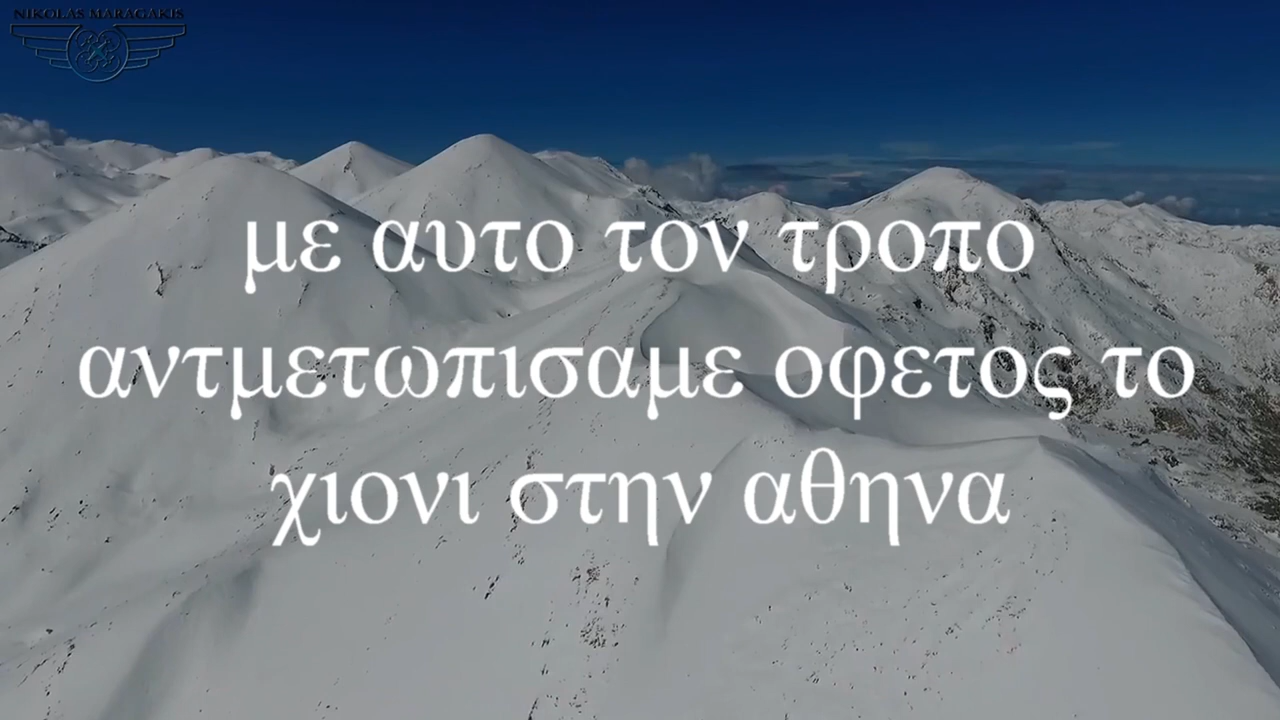 NIKOLAS MARAGAKIS
με αυτο τον τροπο
αντμετωπισαμε οφετος το
χιονι στην αθηνα